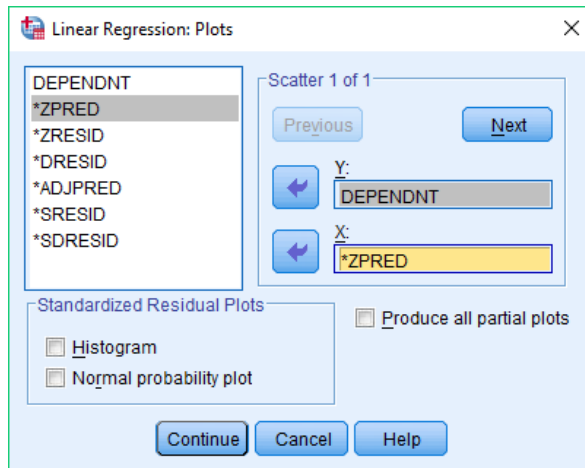 Linear Regression: Plots
DEPENDNT
*ZPRED
*ZRESID
*DRESID
*ADJPRED
*SRESID
*SDRESID
Scatter 1 of 1
Previous
Next
Y:
DEPENDNT
X:
*ZPRED
Standardized Residual Plots
Histogram
Normal probability plot
Produce all partial plots
Continue
Cancel
Help